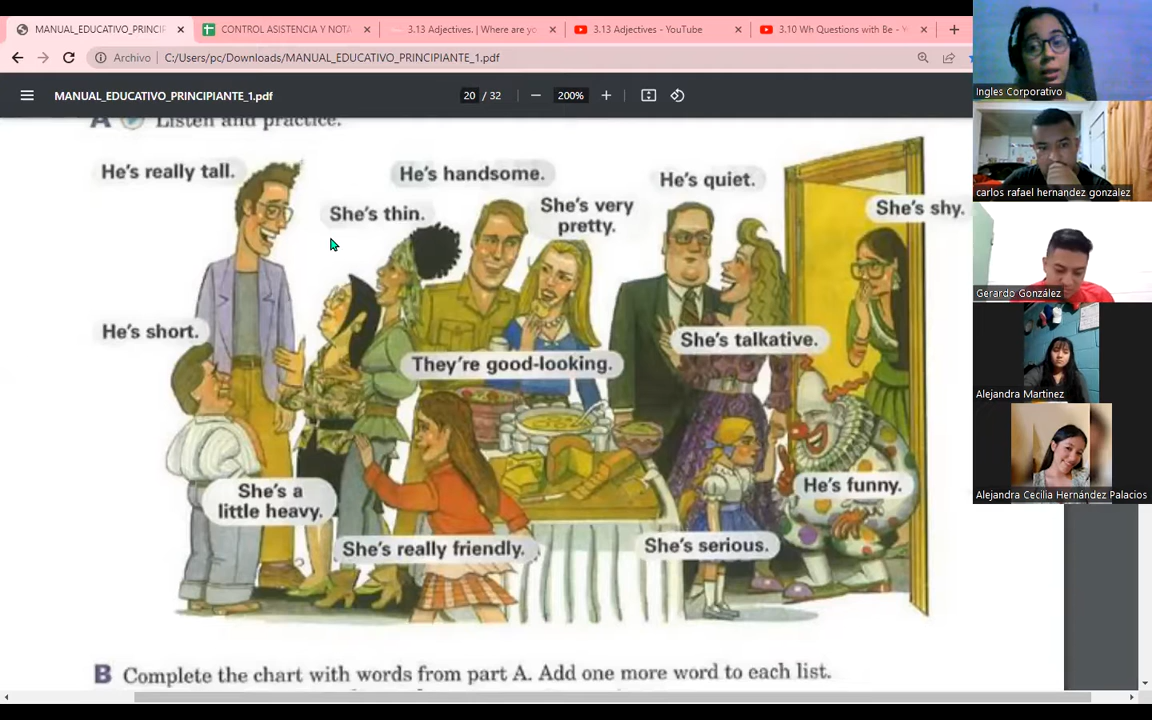 MANUAL_EDUCATIVO_PRINCIP
CONTROL ASISTENCIA Y NOTA
3.13 Adjectives. | Where are yo
3.13 Adjectives - YouTube
3.10 Wh Questions with Be - Y
Archivo
C:/Users/pc/Downloads/MANUAL_EDUCATIVO_PRINCIPIANTE_1.pdf
MANUAL_EDUCATIVO_PRINCIPIANTE_1.pdf
20 / 32
200%
A Listen and practice.
He's really tall.
He's handsome.
He's quiet.
She's thin.
She's very
pretty.
She's shy.
He's short.
She's talkative.
They're good-looking.
She's a
little heavy.
He's funny.
She's really friendly.
She's serious.
B Complete the chart with words from part A. Add one more word to each list.
Ingles Corporativo
carlos rafael hernandez gonzalez
Gerardo González
Alejandra Martinez
Alejandra Cecilia Hernández Palacios